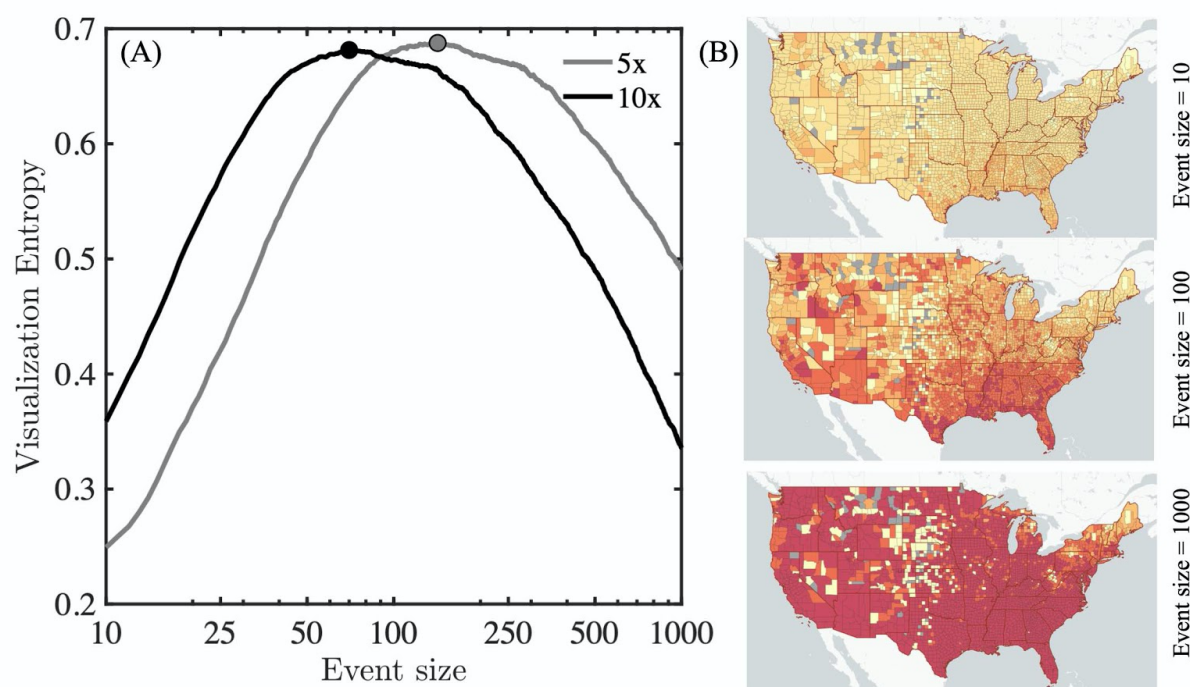 (A)
5x
10x
Visualization Entropy
0.7
0.6
0.5
0.4
0.3
0.2
10 25 50 100 250 500 1000
Event size
(B)
Event size = 10
Event size = 100
Event size = 1000